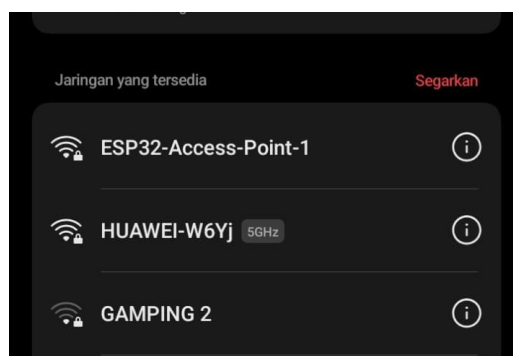 Jaringan yang tersedia
Segarkan
ESP32-Access-Point-1
HUAWEI-W6Yj 5GHz
GAMPING 2